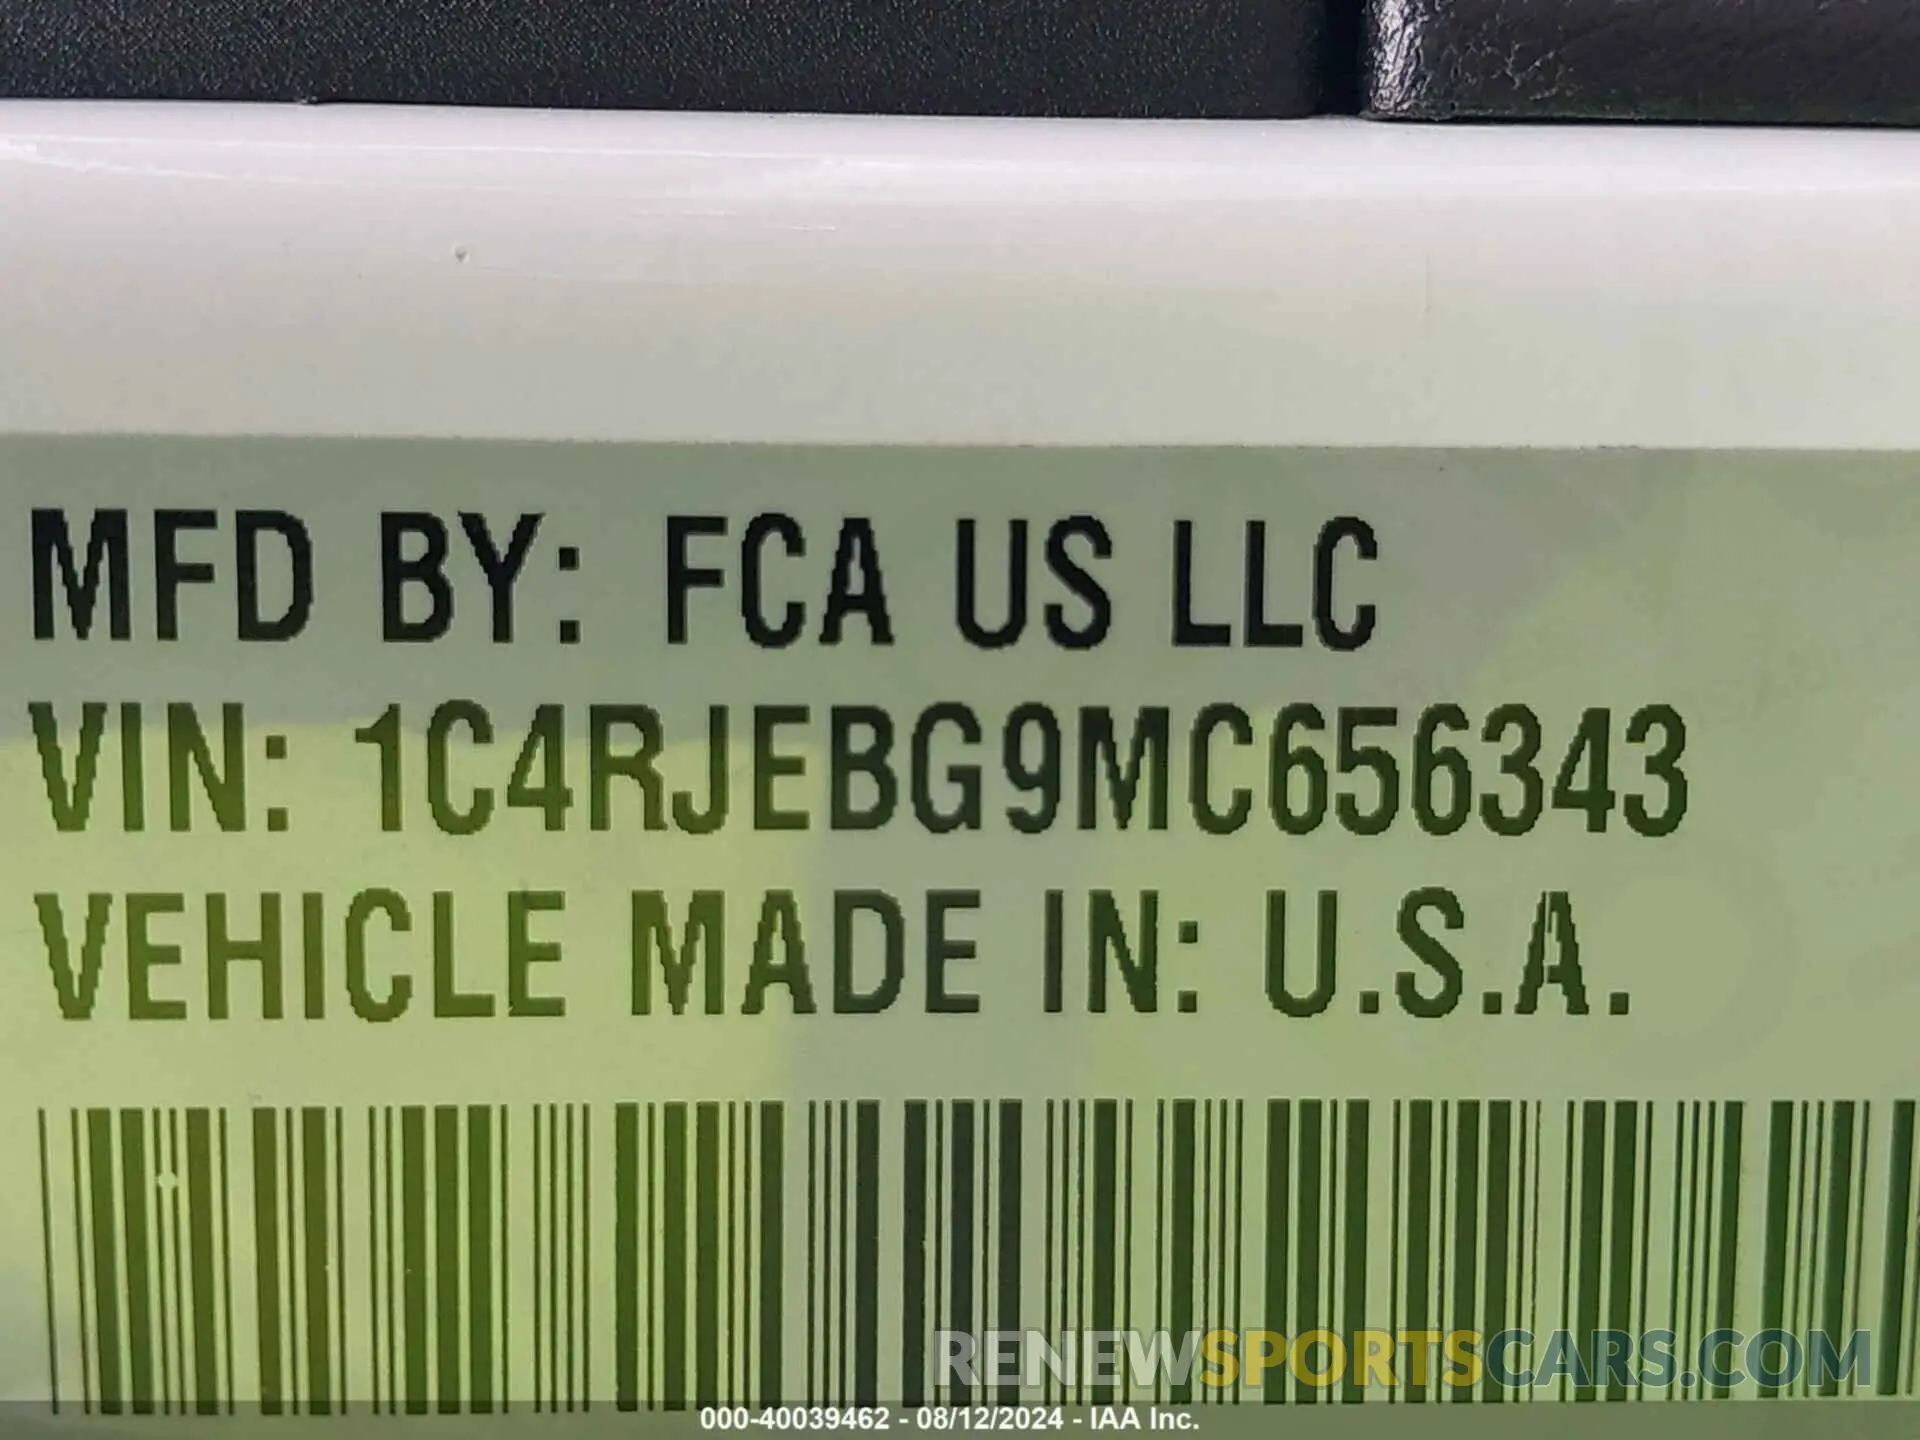 MFD BY: FCA US LLC
VIN: 1C4RJEBG9MC656343
VEHICLE MADE IN: U.S.A.
RENEWSPORTSCARS.COM
000-40039462 - 08/12/2024 - IAA Inc.